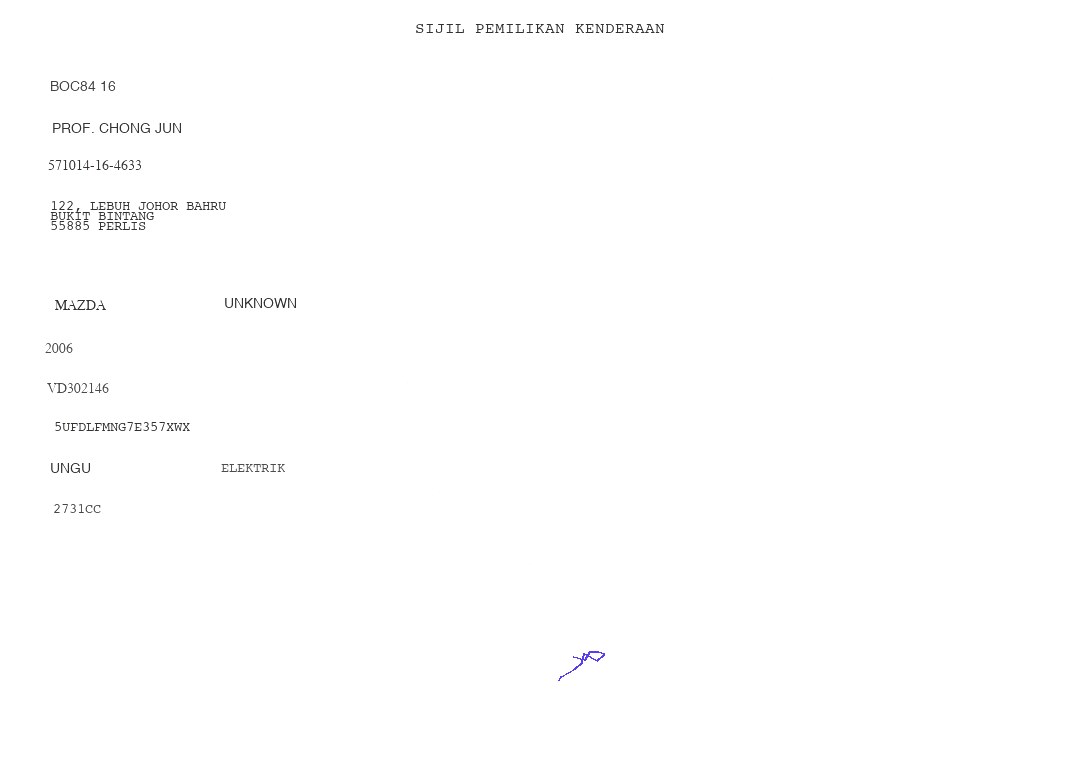 SIJIL PEMILIKAN KENDERAAN
BOC84 16
PROF. CHONG JUN
571014-16-4633
122, LEBUH JOHOR BAHRU
BUKIT BINTANG
55885 PERLIS
MAZDA UNKNOWN
2006
VD302146
5UFDLFMNG7E357XWX
UNGU ELEKTRIK
2731CC